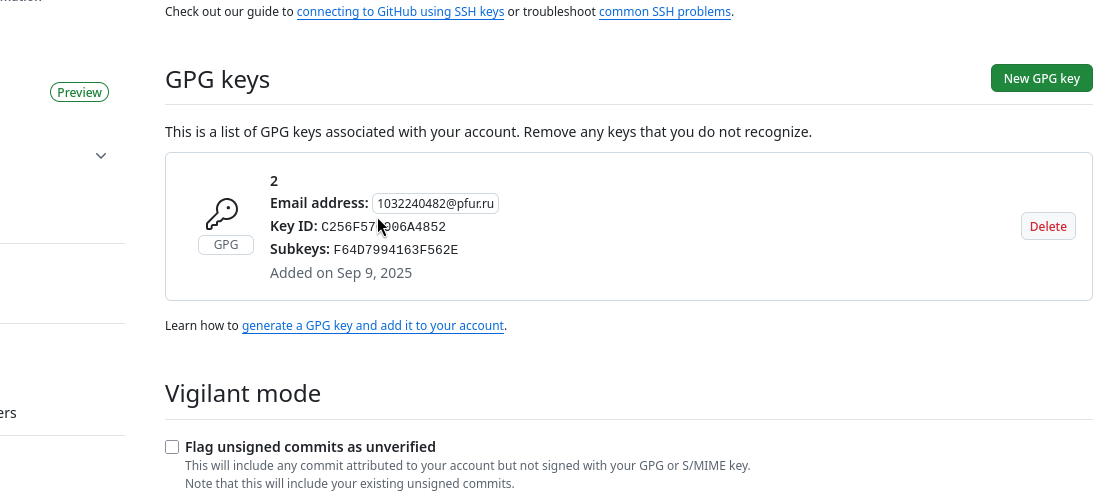 Check out our guide to connecting to GitHub using SSH keys or troubleshoot common SSH problems.
Preview
GPG keys
New GPG key
This is a list of GPG keys associated with your account. Remove any keys that you do not recognize.
2
Email address: 1032240482@pfur.ru
Key ID:
GPG
Delete
Subkeys: F64D7994163F562E
Added on Sep 9, 2025
Learn how to generate a GPG key and add it to your account.
Vigilant mode
Flag unsigned commits as unverified
This will include any commit attributed to your account but not signed with your GPG or S/MIME key.
Note that this will include your existing unsigned commits.